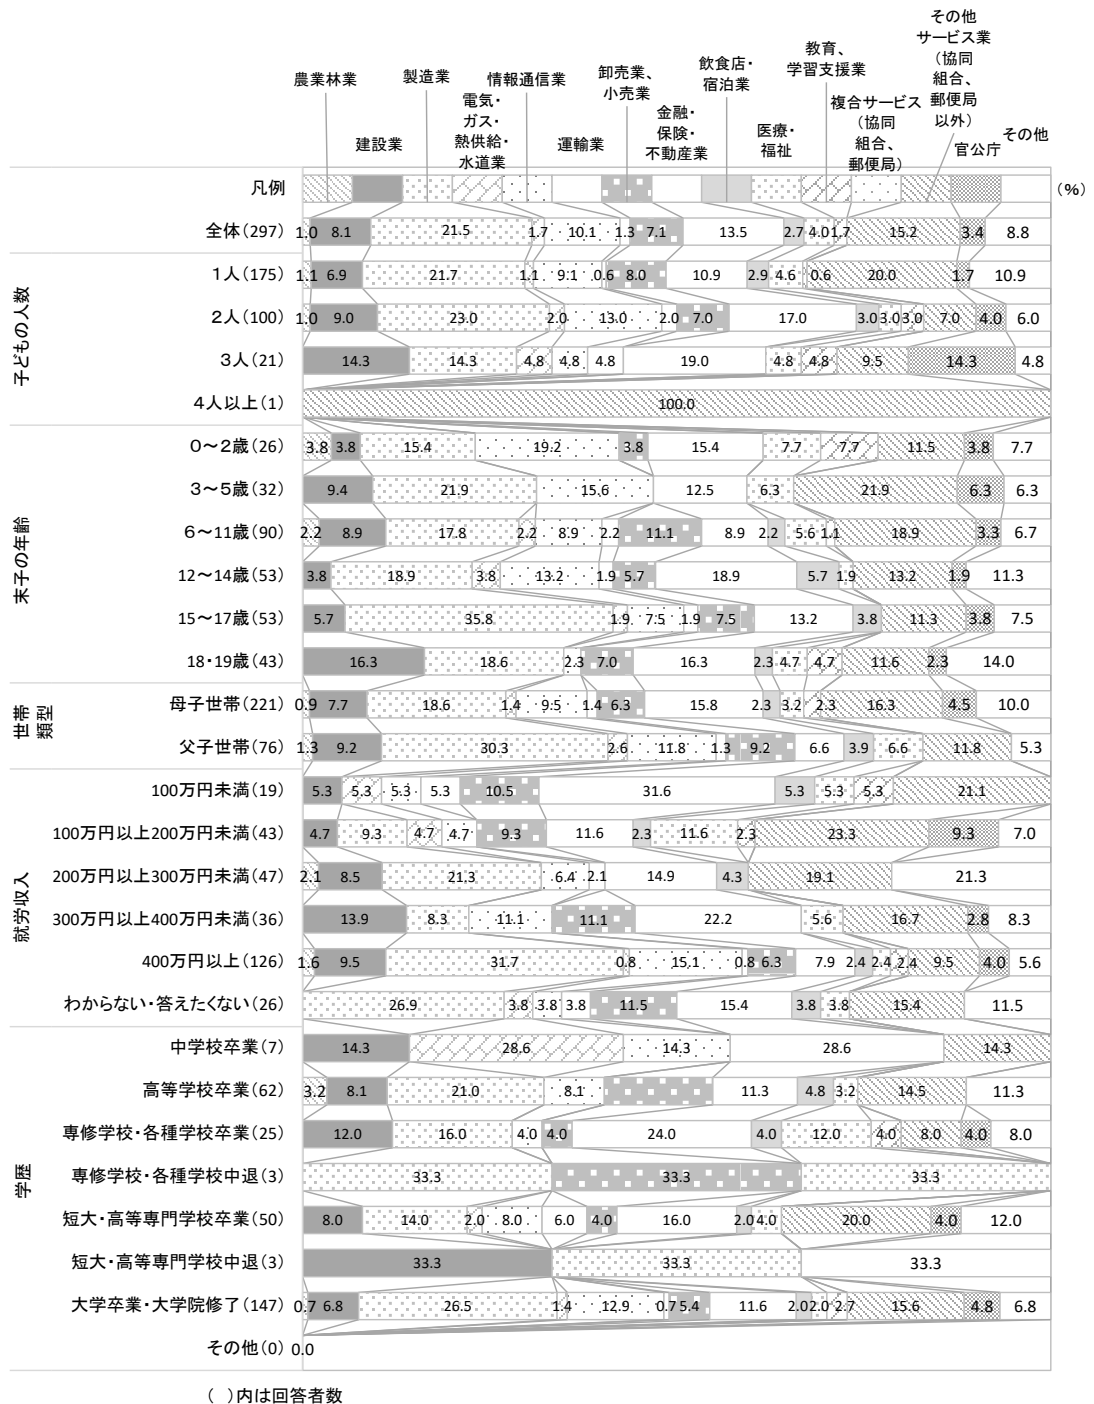 農業林業
建設業
製造業
電気・
ガス・
熱供給・
水道業
情報通信業
運輸業
卸売業、
小売業
金融・
保険・
不動産業
飲食店・
宿泊業
医療・
福祉
教育、
学習支援業
複合サービス
(協同
組合、
郵便局)
その他
サービス業
(協同
組合、
郵便局
以外)
官公庁
その他
凡例
(%)
全体(297) 1.0 8.1 21.5 1.7 10.1 1.3 7.1 13.5 2.7 4.0 1.7 15.2 3.4 8.8
子どもの人数
1人(175) 1.1 6.9 21.7 1.1 9.1 0.6 8.0 10.9 2.9 4.6 0.6 20.0 1.7 10.9
2人(100) 1.0 9.0 23.0 2.0 13.0 2.0 7.0 17.0 3.0 3.0 3.0 7.0 4.0 6.0
3人(21) 14.3 14.3 4.8 4.8 4.8 19.0 4.8 4.8 9.5 14.3 4.8
4人以上(1) 100.0
末子の年齢
0～2歳(26) 3.8 3.8 15.4 19.2 3.8 15.4 7.7 7.7 11.5 3.8 7.7
3～5歳(32) 9.4 21.9 15.6 12.5 6.3 21.9 6.3 6.3
6～11歳(90) 2.2 8.9 17.8 2.2 8.9 2.2 11.1 8.9 2.2 5.6 1.1 18.9 3.3 6.7
12～14歳(53) 3.8 18.9 3.8 13.2 1.9 5.7 18.9 5.7 1.9 13.2 1.9 11.3
15～17歳(53) 5.7 35.8 1.9 7.5 1.9 7.5 13.2 3.8 11.3 3.8 7.5
18・19歳(43) 16.3 18.6 2.3 7.0 16.3 2.3 4.7 4.7 11.6 2.3 14.0
世帯
類型
母子世帯(221) 0.9 7.7 18.6 1.4 9.5 1.4 6.3 15.8 2.3 3.2 2.3 16.3 4.5 10.0
父子世帯(76) 1.3 9.2 30.3 2.6 11.8 1.3 9.2 6.6 3.9 6.6 11.8 5.3
就労収入
100万円未満(19) 5.3 5.3 5.3 5.3 10.5 31.6 5.3 5.3 5.3 21.1
100万円以上200万円未満(43) 4.7 9.3 4.7 4.7 9.3 11.6 2.3 11.6 2.3 23.3 9.3 7.0
200万円以上300万円未満(47) 2.1 8.5 21.3 6.4 2.1 14.9 4.3 19.1 21.3
300万円以上400万円未満(36) 13.9 8.3 11.1 11.1 22.2 5.6 16.7 2.8 8.3
400万円以上(126) 1.6 9.5 31.7 0.8 15.1 0.8 6.3 7.9 2.4 2.4 2.4 9.5 4.0 5.6
わからない・答えたくない(26) 26.9 3.8 3.8 3.8 11.5 15.4 3.8 3.8 15.4 11.5
学歴
中学校卒業(7) 14.3 28.6 14.3 28.6 14.3
高等学校卒業(62) 3.2 8.1 21.0 8.1 11.3 4.8 3.2 14.5 11.3
専修学校・各種学校卒業(25) 12.0 16.0 4.0 4.0 24.0 4.0 12.0 4.0 8.0 4.0 8.0
専修学校・各種学校中退(3) 33.3 33.3 33.3
短大・高等専門学校卒業(50) 8.0 14.0 2.0 8.0 6.0 4.0 16.0 2.0 4.0 20.0 4.0 12.0
短大・高等専門学校中退(3) 33.3 33.3 33.3
大学卒業・大学院修了(147) 0.7 6.8 26.5 1.4 12.9 0.7 5.4 11.6 2.0 2.0 2.7 15.6 4.8 6.8
その他(0) 0.0
(　)内は回答者数